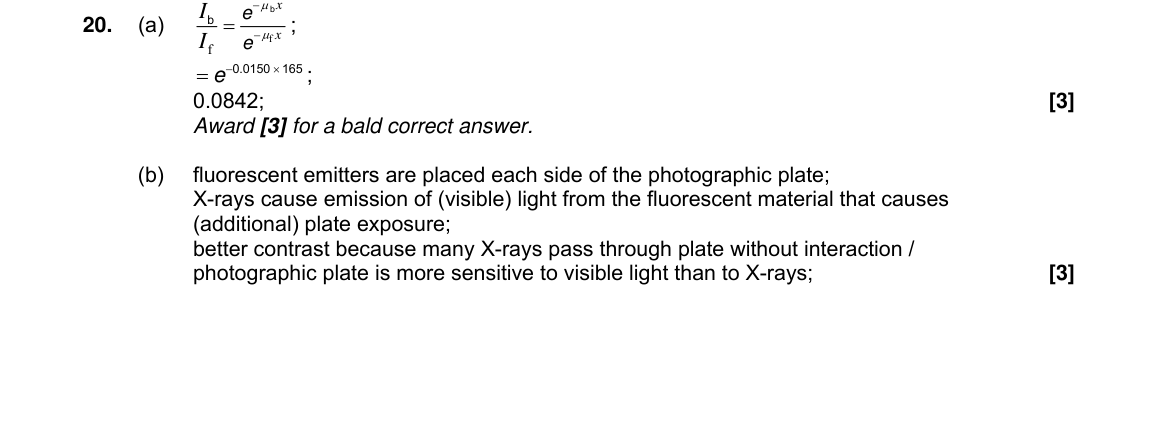 20. (a) I_b / I_f = e^{−μ_b x} / e^{−μ_f x} ;
= e^{−0.0150 × 165} ;
0.0842; [3]
Award [3] for a bald correct answer.
(b) fluorescent emitters are placed each side of the photographic plate;
X-rays cause emission of (visible) light from the fluorescent material that causes
(additional) plate exposure;
better contrast because many X-rays pass through plate without interaction /
photographic plate is more sensitive to visible light than to X-rays; [3]